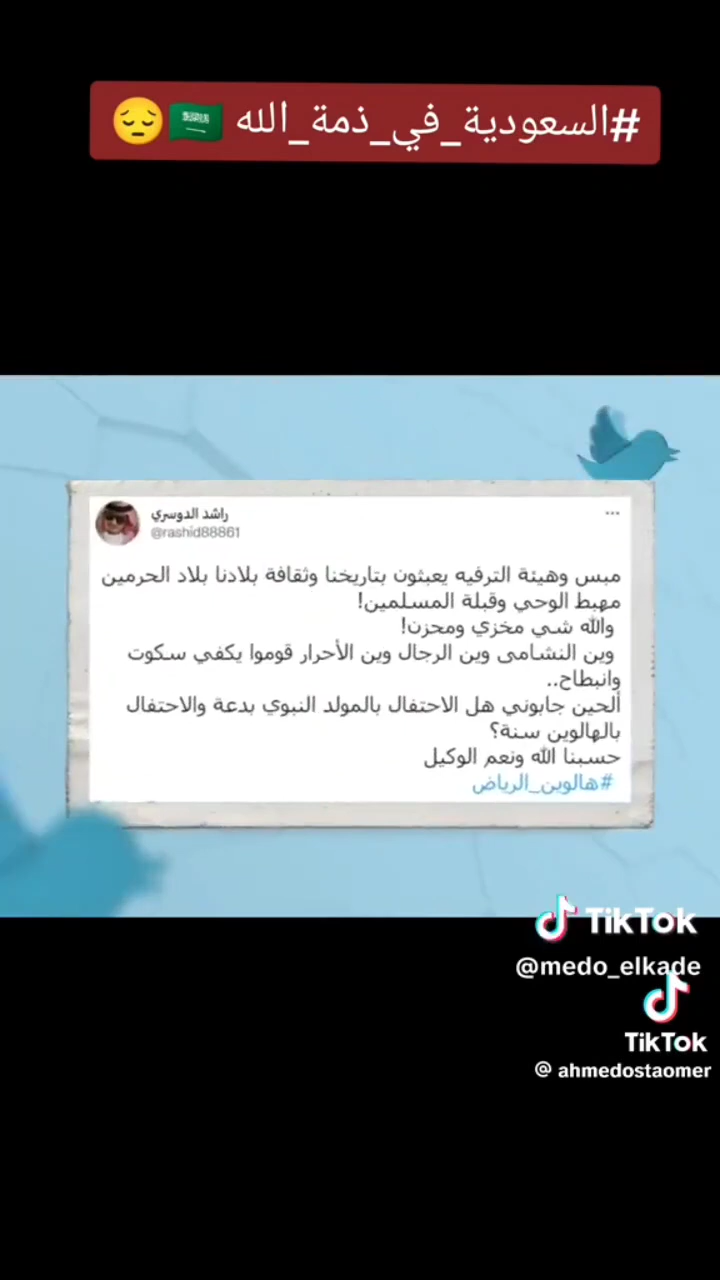 #السعودية_في_ذمة_الله 🇸🇦😔
راشد الدوسري
@rashid88861
مبس وهيئة الترفيه يعبثون بتاريخنا وثقافة بلادنا بلاد الحرمين
مهبط الوحي وقبلة المسلمين!
والله شي مخزي ومحزن!
وين النشامى وين الرجال وين الأحرار قوموا يكفي سكوت
وانبطاح..
ألحين جابوني هل الاحتفال بالمولد النبوي بدعة والاحتفال
بالهالوين سنة؟
حسبنا الله ونعم الوكيل
#هالوين_الرياض
TikTok
@medo_elkade
TikTok
@ahmedostaomer